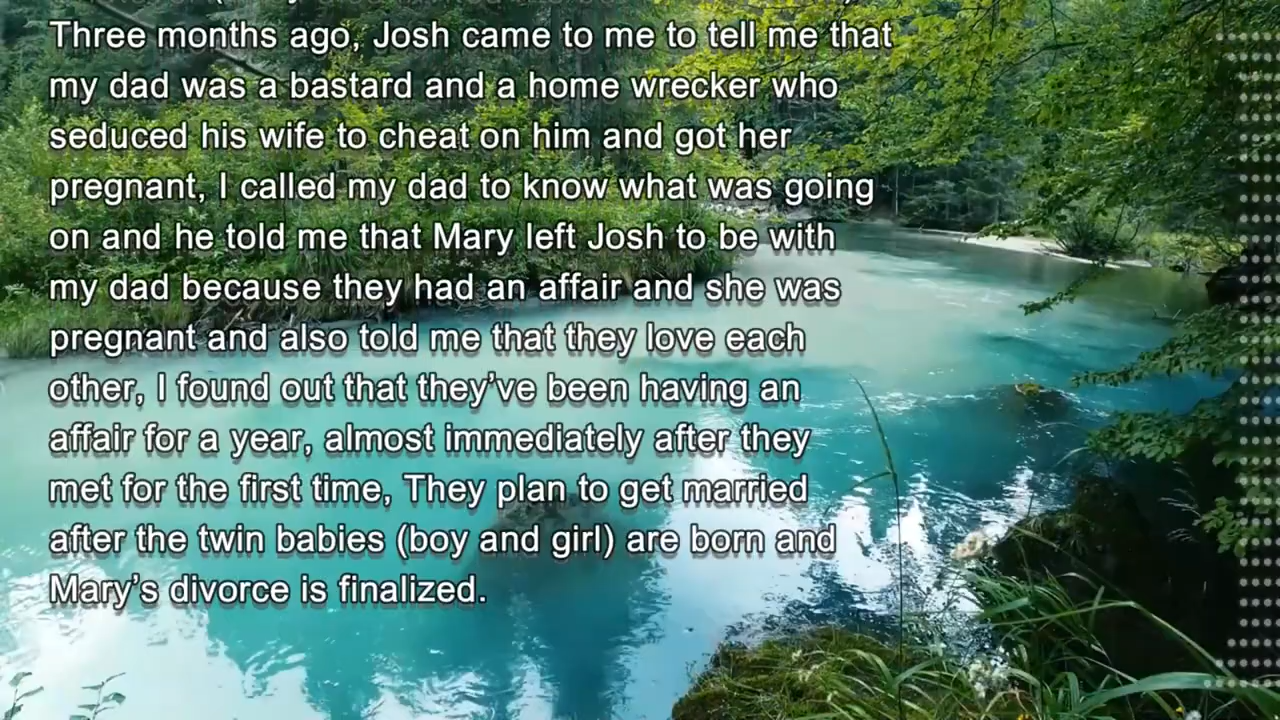 Three months ago, Josh came to me to tell me that
my dad was a bastard and a home wrecker who
seduced his wife to cheat on him and got her
pregnant, I called my dad to know what was going
on and he told me that Mary left Josh to be with
my dad because they had an affair and she was
pregnant and also told me that they love each
other, I found out that they’ve been having an
affair for a year, almost immediately after they
met for the first time, They plan to get married
after the twin babies (boy and girl) are born and
Mary’s divorce is finalized.